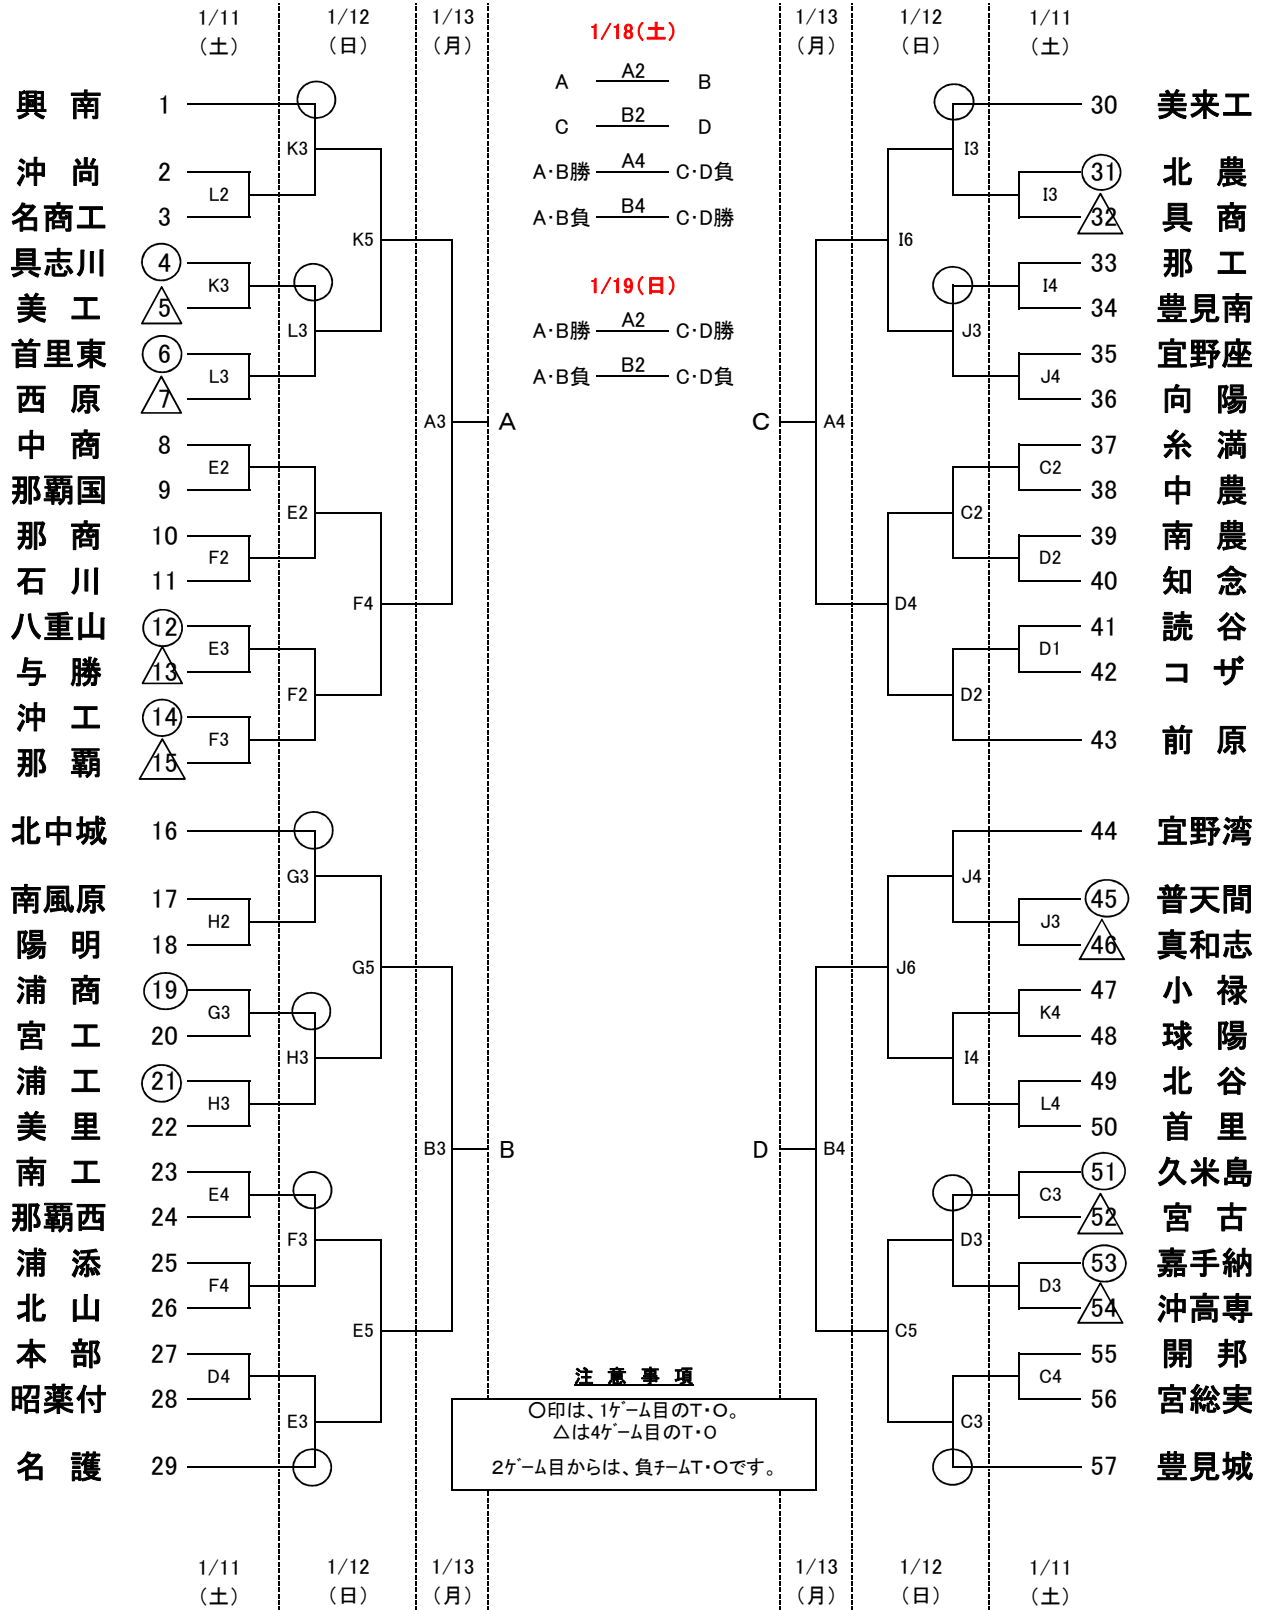 1/11 1/12 1/13 1/13 1/12 1/11
(土) (日) (月) (月) (日) (土)
1/18(土)
A A2 B
C B2 D
A・B勝 A4 C・D負
A・B負 B4 C・D勝
1/19(日)
A・B勝 A2 C・D勝
A・B負 B2 C・D負
興南 1
K3
沖尚 2
L2
名商工 3
K5
具志川 4
K3
美工 5
L3
首里東 6
L3
西原 7
A3 A
中商 8
E2
那覇国 9
E2
那商 10
F2
石川 11
F4
八重山 12
E3
与勝 13
F2
沖工 14
F3
那覇 15
北中城 16
G3
南風原 17
H2
陽明 18
G5
浦商 19
G3
宮工 20
H3
浦工 21
H3
美里 22
B3 B
南工 23
E4
那覇西 24
F3
浦添 25
F4
北山 26
E5
本部 27
D4
昭薬付 28
E3
名護 29
30 美来工
I3
31 北農
I3
32 具商
I6
33 那工
I4
34 豊見南
J3
35 宜野座
J4
36 向陽
C A4
37 糸満
C2
38 中農
C2
39 南農
D2
40 知念
D4
41 読谷
D1
42 コザ
D2
43 前原
44 宜野湾
J4
45 普天間
J3
46 真和志
J6
47 小禄
K4
48 球陽
I4
49 北谷
L4
50 首里
D B4
51 久米島
C3
52 宮古
D3
53 嘉手納
D3
54 沖高専
C5
55 開邦
C4
56 宮総実
C3
57 豊見城
注意事項
○印は、1ゲーム目のT・O。
△は4ゲーム目のT・O
2ゲーム目からは、負チームT・Oです。
1/11 1/12 1/13 1/13 1/12 1/11
(土) (日) (月) (月) (日) (土)